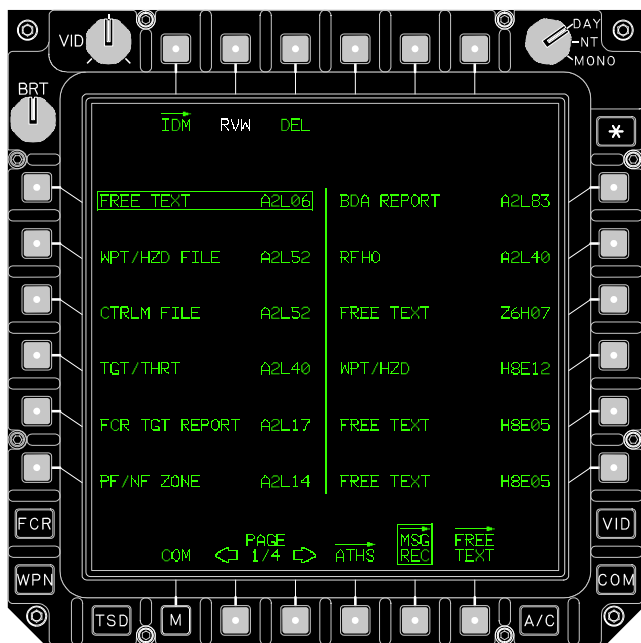 VID
DAY
NT
MONO
BRT
IDM RVW DEL
*
FREE TEXT A2L06 BDA REPORT A2L83
WPT/HZD FILE A2L52 RFHO A2L40
CTRLM FILE A2L52 FREE TEXT Z6H07
TGT/THRT A2L40 WPT/HZD H8E12
FCR TGT REPORT A2L17 FREE TEXT H8E05
PF/NF ZONE A2L14 FREE TEXT H8E05
FCR VID
PAGE MSG FREE
COM 1/4 ATHS REC TEXT
WPN COM
TSD M A/C